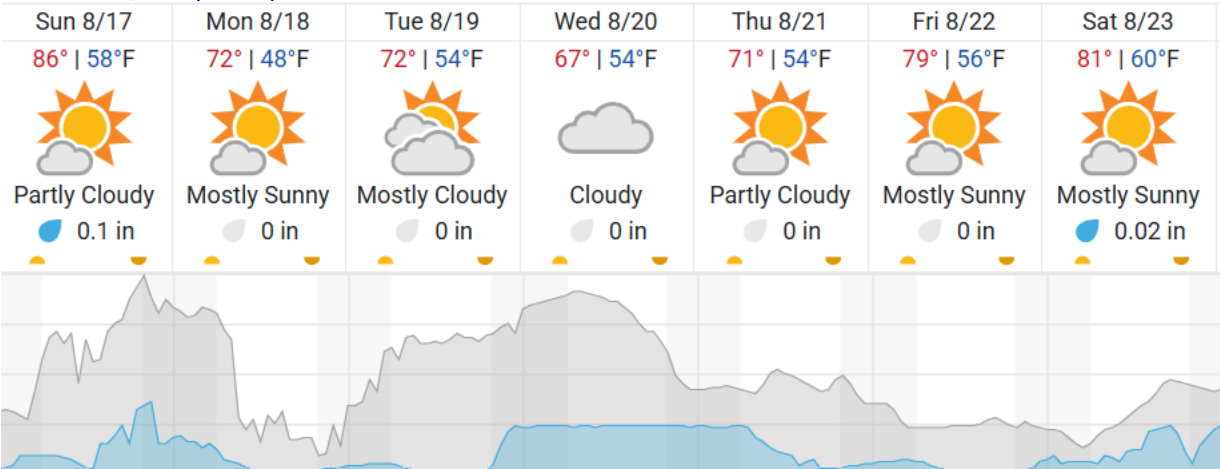 Sun 8/17
86° | 58°F
Partly Cloudy
0.1 in
Mon 8/18
72° | 48°F
Mostly Sunny
0 in
Tue 8/19
72° | 54°F
Mostly Cloudy
0 in
Wed 8/20
67° | 54°F
Cloudy
0 in
Thu 8/21
71° | 54°F
Partly Cloudy
0 in
Fri 8/22
79° | 56°F
Mostly Sunny
0 in
Sat 8/23
81° | 60°F
Mostly Sunny
0.02 in